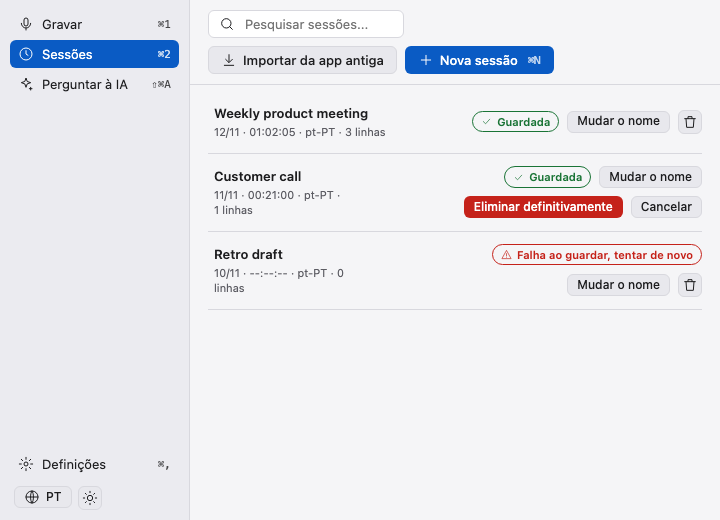 Gravar ⌘1
Sessões ⌘2
Perguntar à IA ⇧⌘A
Definições ⌘,
PT
Pesquisar sessões...
Importar da app antiga
Nova sessão ⌘N
Weekly product meeting
12/11 · 01:02:05 · pt-PT · 3 linhas
Guardada
Mudar o nome
Customer call
11/11 · 00:21:00 · pt-PT ·
1 linhas
Guardada
Mudar o nome
Eliminar definitivamente
Cancelar
Retro draft
10/11 · --:--:-- · pt-PT · 0
linhas
Falha ao guardar, tentar de novo
Mudar o nome